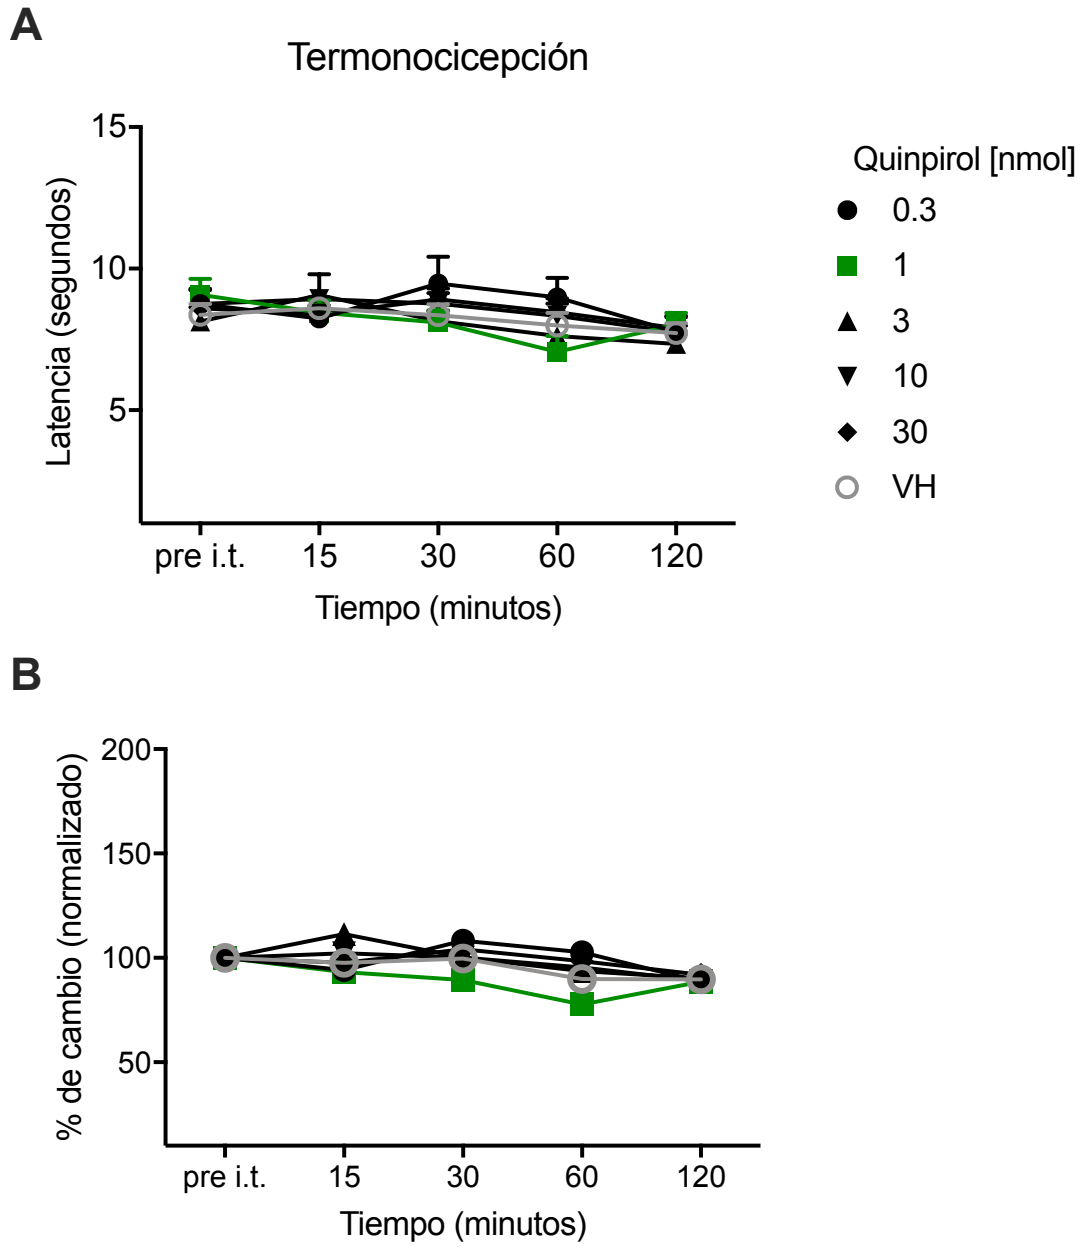 A
Termonocicepción
15
10
5
Latencia (segundos)
pre i.t. 15 30 60 120
Tiempo (minutos)
Quinpirol [nmol]
0.3
1
3
10
30
VH
B
200
150
100
50
% de cambio (normalizado)
pre i.t. 15 30 60 120
Tiempo (minutos)